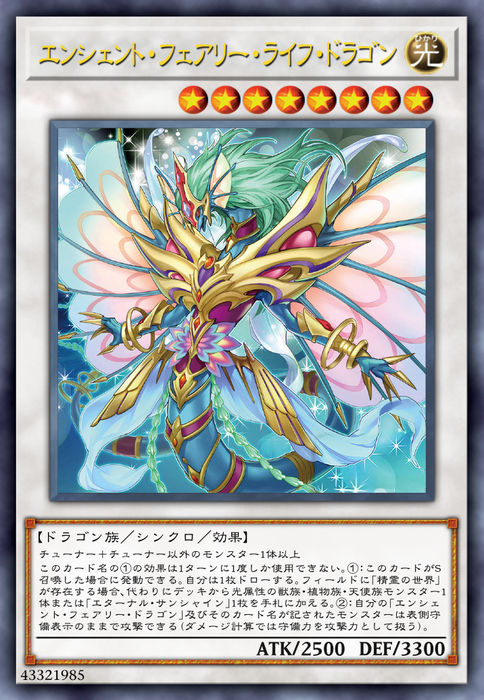 エンシェント・フェアリー・ライフ・ドラゴン
ひかり
光
【ドラゴン族／シンクロ／効果】
チューナー＋チューナー以外のモンスター1体以上
このカード名の①の効果は1ターンに1度しか使用できない。①：このカードがS
召喚した場合に発動できる。自分は1枚ドローする。フィールドに「精霊の世界」
が存在する場合、代わりにデッキから光属性の獣族・植物族・天使族モンスター1
体または「エターナル・サンシャイン」1枚を手札に加える。②：自分の「エンシェ
ント・フェアリー・ドラゴン」及びそのカード名が記されたモンスターは表側守
備表示のままで攻撃できる（ダメージ計算では守備力を攻撃力として扱う）。
ATK/2500 DEF/3300
43321985